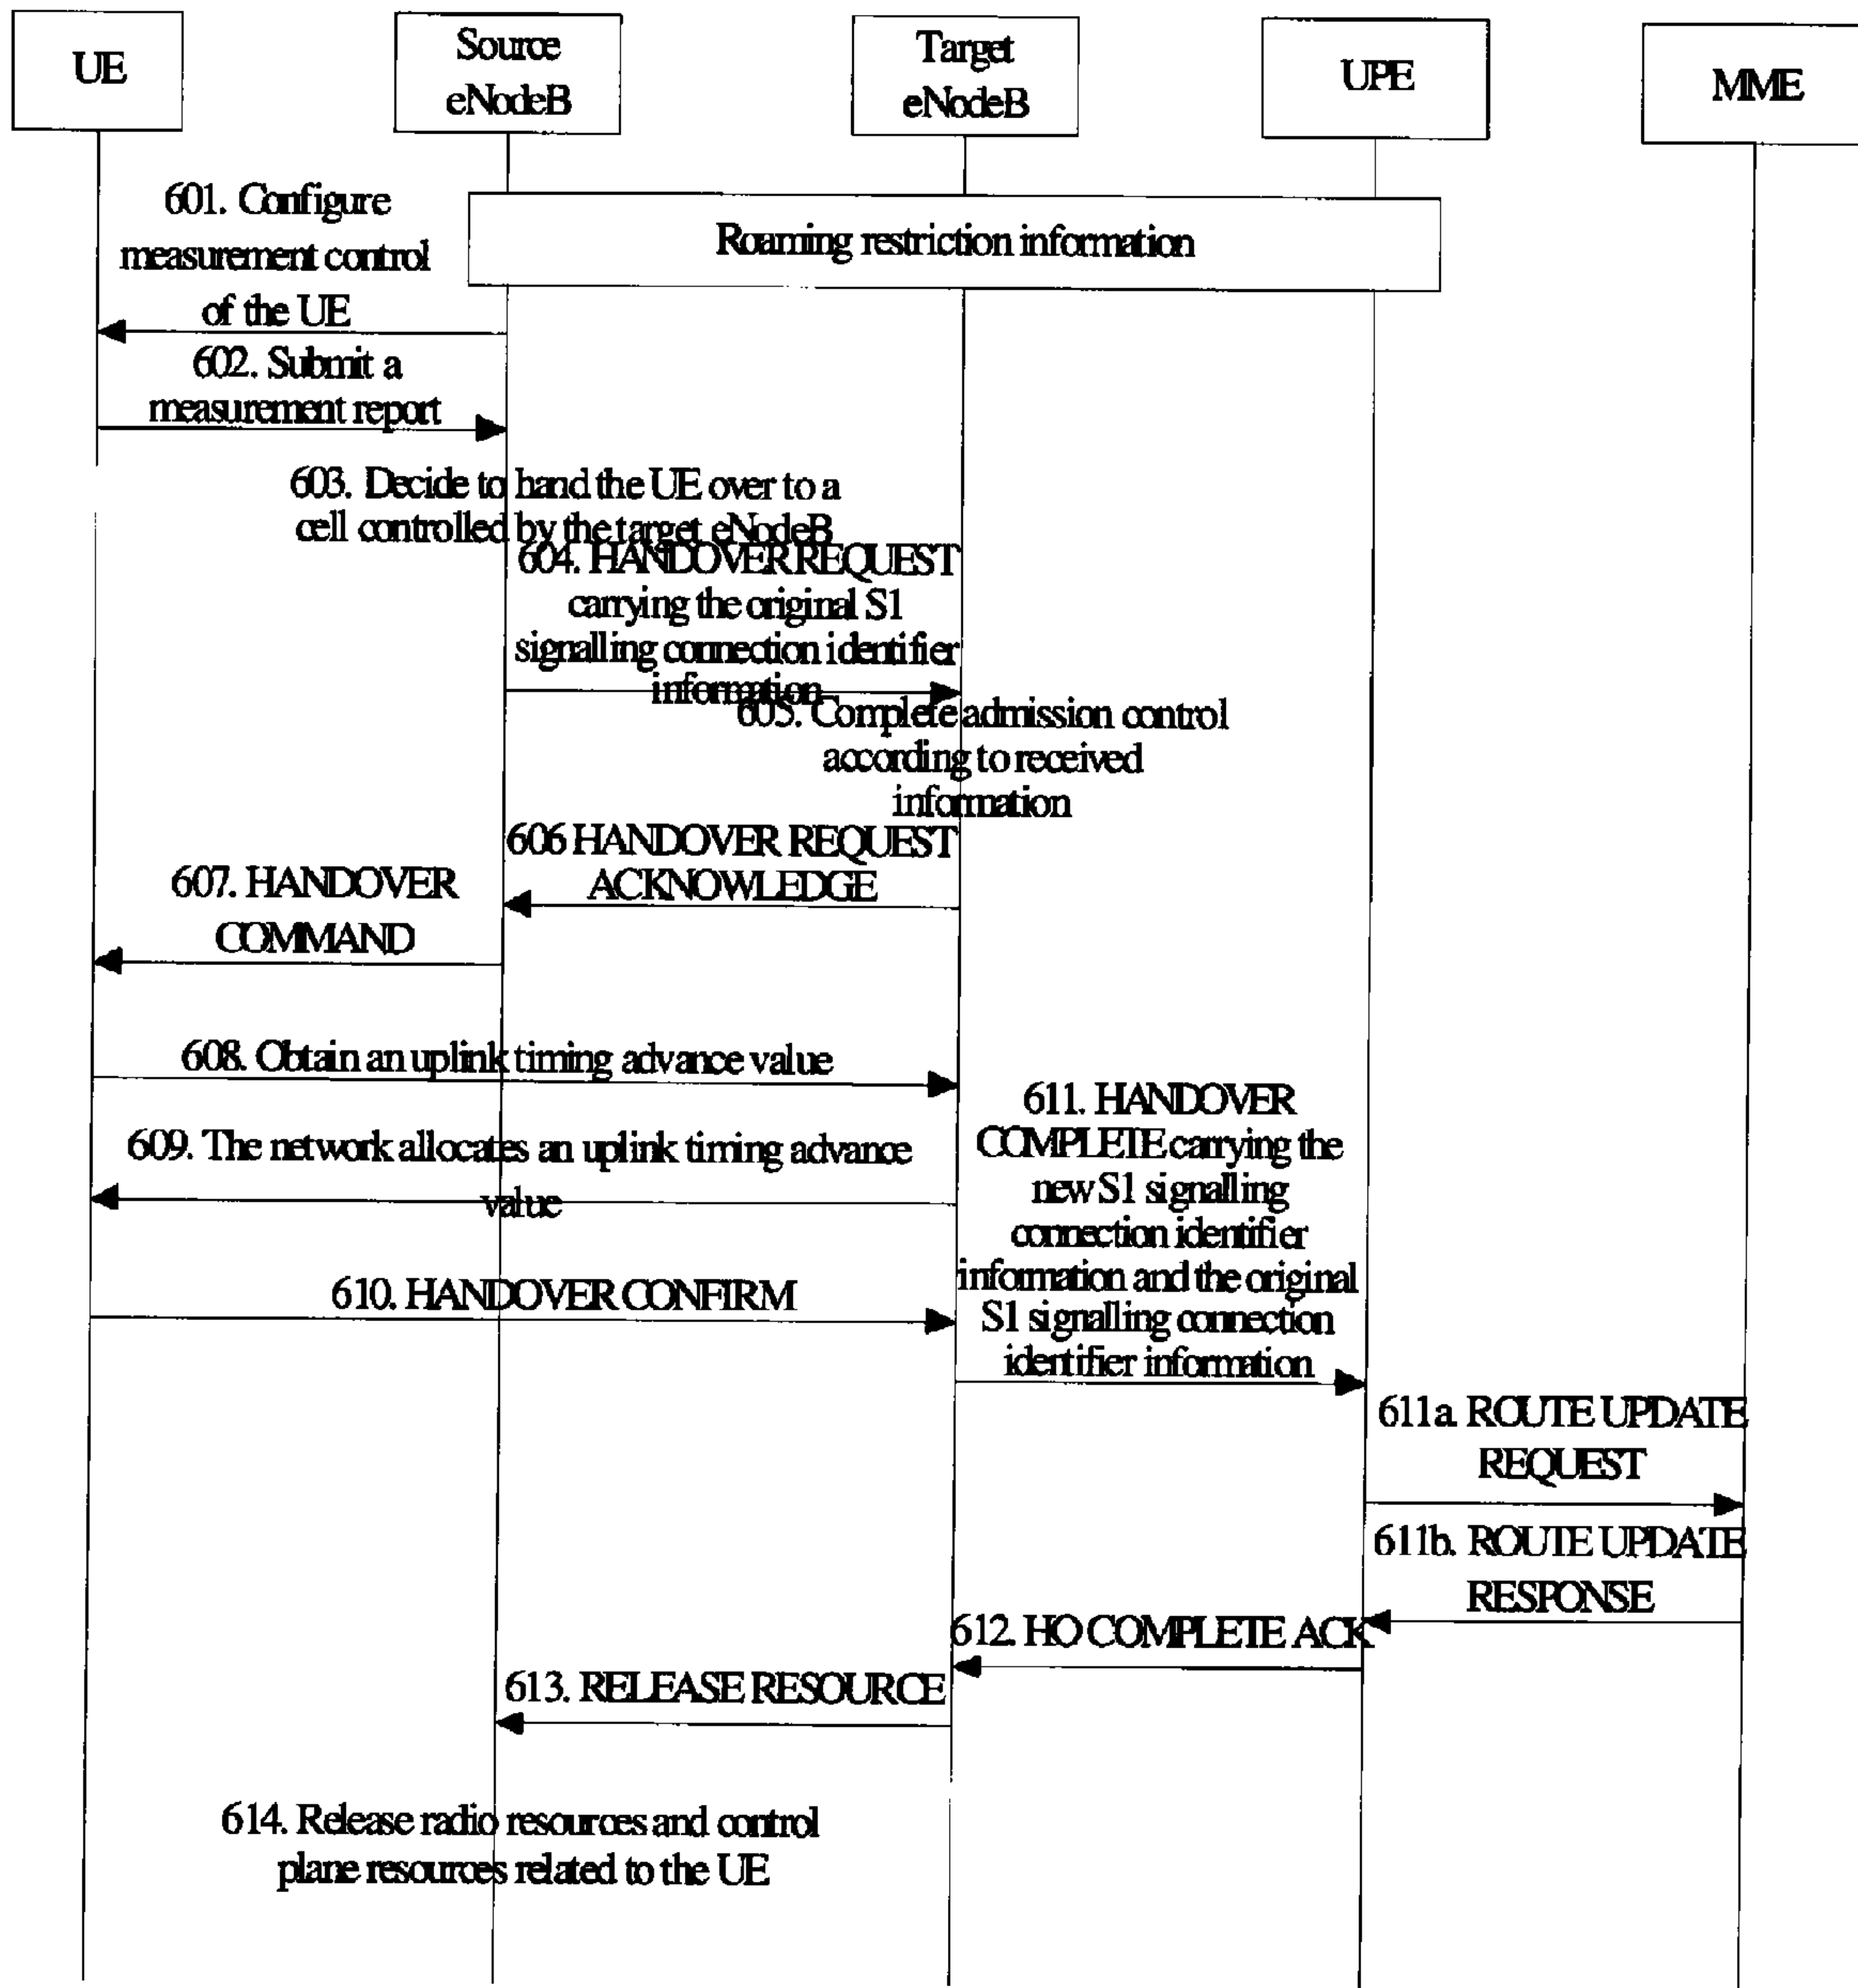 UE
Source
eNodeB
Target
eNodeB
UPE
MME
Roaming restriction information
601. Configure
measurement control
of the UE
602. Submit a
measurement report
603. Decide to hand the UE over to a
cell controlled by the target eNodeB
604. HANDOVER REQUEST
carrying the original S1
signalling connection identifier
information
605. Complete admission control
according to received
information
606 HANDOVER REQUEST
ACKNOWLEDGE
607. HANDOVER
COMMAND
608. Obtain an uplink timing advance value
609. The network allocates an uplink timing advance
value
610. HANDOVER CONFIRM
611. HANDOVER
COMPLETE carrying the
new S1 signalling
connection identifier
information and the original
S1 signalling connection
identifier information
611a. ROUTE UPDATE
REQUEST
611b. ROUTE UPDATE
RESPONSE
612. HO COMPLETE ACK
613. RELEASE RESOURCE
614. Release radio resources and control
plane resources related to the UE